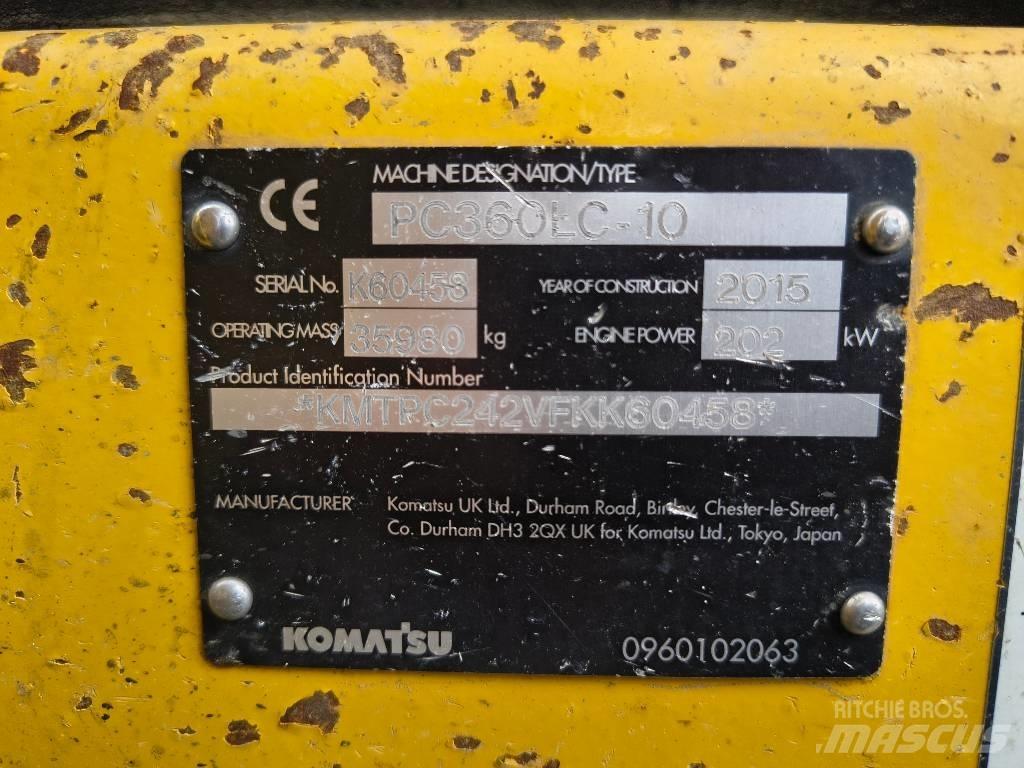 CE
MACHINE DESIGNATION/TYPE
PC360LC-10
SERIAL No. K60458 YEAR OF CONSTRUCTION 2015
OPERATING MASS 35980 kg ENGINE POWER 202 kW
Product Identification Number
*KMTPC242VFKK60458*
MANUFACTURER Komatsu UK Ltd., Durham Road, Birtley, Chester-le-Street,
Co. Durham DH3 2QX UK for Komatsu Ltd., Tokyo, Japan
KOMATSU 0960102063
RITCHIE BROS.
MASCUS